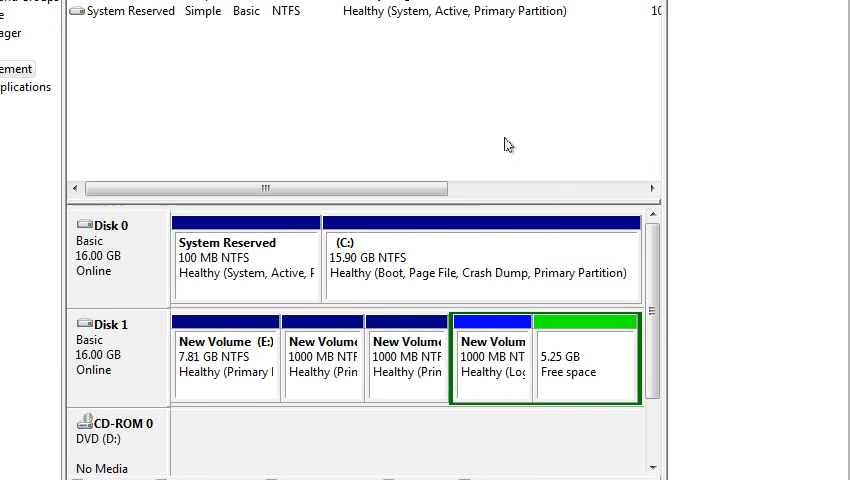 System Reserved Simple Basic NTFS Healthy (System, Active, Primary Partition) 10
ager
ement
plications
Disk 0
Basic
16.00 GB
Online
System Reserved
100 MB NTFS
Healthy (System, Active, P
(C:)
15.90 GB NTFS
Healthy (Boot, Page File, Crash Dump, Primary Partition)
Disk 1
Basic
16.00 GB
Online
New Volume (E:)
7.81 GB NTFS
Healthy (Primary
New Volume
1000 MB NTF
Healthy (Prin
New Volume
1000 MB NTF
Healthy (Prin
New Volum
1000 MB NT
Healthy (Log
5.25 GB
Free space
CD-ROM 0
DVD (D:)
No Media